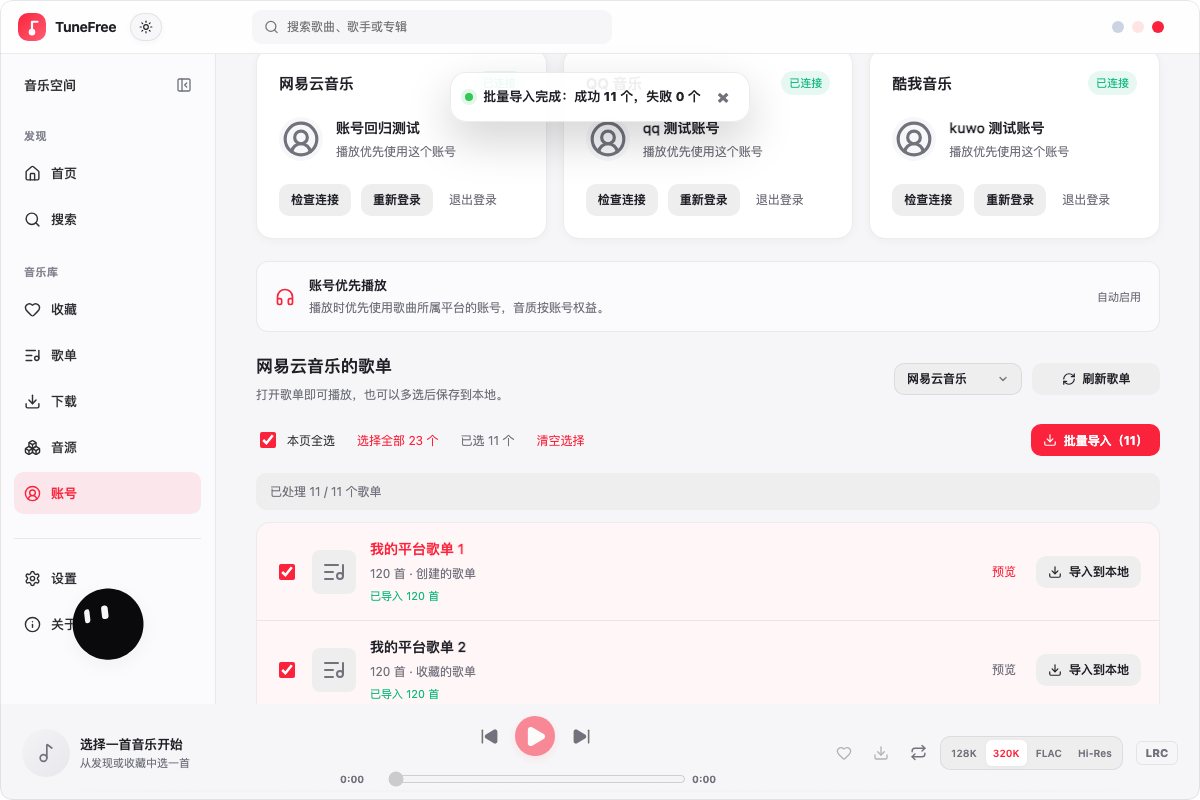 TuneFree
搜索歌曲、歌手或专辑
音乐空间
发现
首页
搜索
音乐库
收藏
歌单
下载
音源
账号
设置
关于
批量导入完成：成功 11 个，失败 0 个
网易云音乐
账号回归测试
播放优先使用这个账号
检查连接
重新登录
退出登录
QQ 音乐
已连接
qq 测试账号
播放优先使用这个账号
检查连接
重新登录
退出登录
酷我音乐
已连接
kuwo 测试账号
播放优先使用这个账号
检查连接
重新登录
退出登录
账号优先播放
播放时优先使用歌曲所属平台的账号，音质按账号权益。
自动启用
网易云音乐的歌单
打开歌单即可播放，也可以多选后保存到本地。
网易云音乐
刷新歌单
本页全选
选择全部 23 个
已选 11 个
清空选择
批量导入（11）
已处理 11 / 11 个歌单
我的平台歌单 1
120 首 · 创建的歌单
已导入 120 首
预览
导入到本地
我的平台歌单 2
120 首 · 收藏的歌单
已导入 120 首
预览
导入到本地
选择一首音乐开始
从发现或收藏中选一首
0:00
0:00
128K
320K
FLAC
Hi-Res
LRC